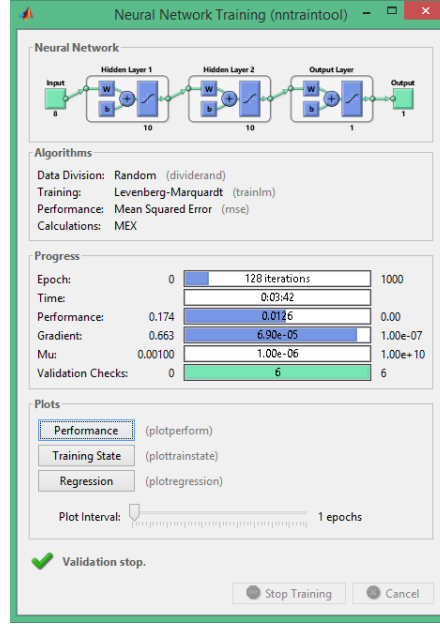 Neural Network Training (nntraintool)
Neural Network
Hidden Layer 1 Hidden Layer 2 Output Layer
Input Output
W W W
b b b
8 10 10 1 1
Algorithms
Data Division: Random (dividerand)
Training: Levenberg-Marquardt (trainlm)
Performance: Mean Squared Error (mse)
Calculations: MEX
Progress
Epoch: 0 128 iterations 1000
Time: 0:03:42
Performance: 0.174 0.0126 0.00
Gradient: 0.663 6.90e-05 1.00e-07
Mu: 0.00100 1.00e-06 1.00e+10
Validation Checks: 0 6 6
Plots
Performance (plotperform)
Training State (plottrainstate)
Regression (plotregression)
Plot Interval: 1 epochs
Validation stop.
Stop Training Cancel